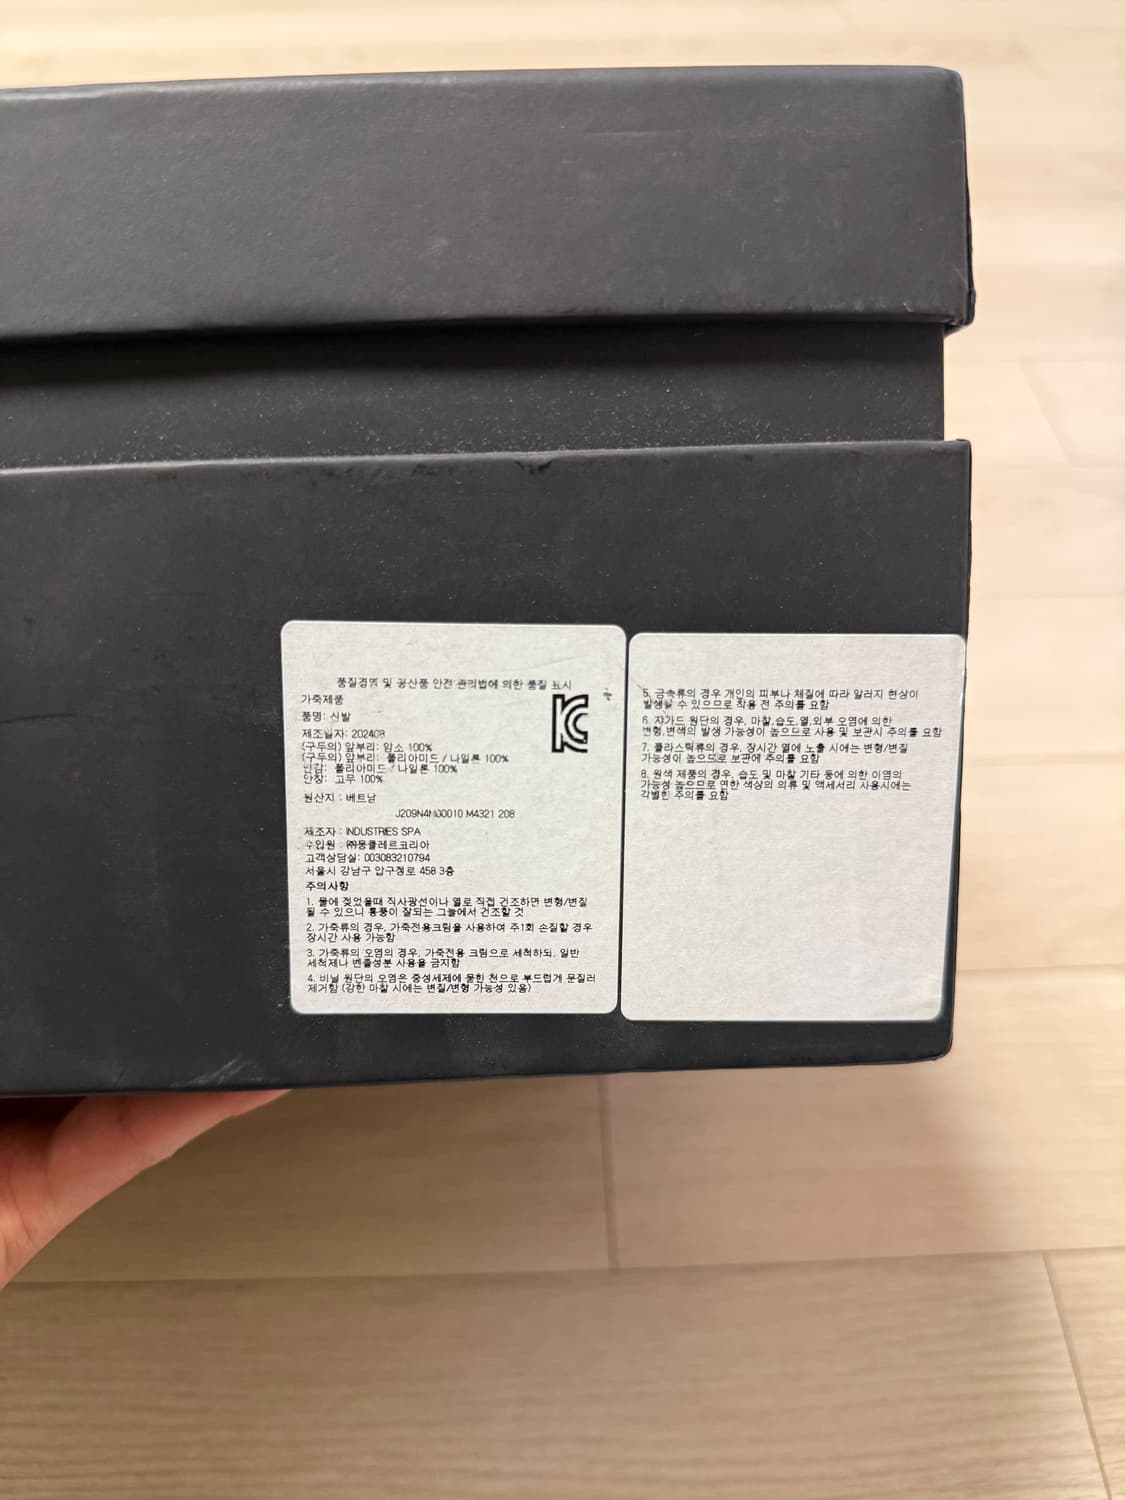 품질경영 및 공산품 안전 관리법에 의한 품질 표시
가죽제품
품명: 신발
제조일자: 202408
(구두의) 앞부리: 암소 100%
(구두의) 앞부리: 폴리아미드 / 나일론 100%
안감: 폴리아미드 / 나일론 100%
안창: 고무 100%
원산지 : 베트남
J209N4M00010 M4321 208
제조자 : INDUSTRIES SPA
수입원 : ㈜몽클레르코리아
고객상담실: 003083210794
서울시 강남구 압구정로 458 3층
주의사항
1. 물에 젖었을때 직사광선이나 열로 직접 건조하면 변형/변질
될 수 있으니 통풍이 잘되는 그늘에서 건조할 것
2. 가죽류의 경우, 가죽전용크림을 사용하여 주1회 손질할 경우
장시간 사용 가능함
3. 가죽류의 오염의 경우, 가죽전용 크림으로 세척하되, 일반
세척제나 벤졸성분 사용을 금지함
4. 비닐 원단의 오염은 중성세제에 묻힌 천으로 부드럽게 문질러
제거함 (강한 마찰 시에는 변질/변형 가능성 있음)
5. 금속류의 경우 개인의 피부나 체질에 따라 알러지 현상이
발생할 수 있으므로 착용 전 주의를 요함
6. 쟈가드 원단의 경우, 마찰,습도,열,외부 오염에 의한
변형,변색의 발생 가능성이 높으므로 사용 및 보관시 주의를 요함
7. 플라스틱류의 경우, 장시간 열에 노출 시에는 변형/변질
가능성이 높으므로 보관에 주의를 요함
8. 원색 제품의 경우, 습도 및 마찰 기타 등에 의한 이염의
가능성 높으므로 연한 색상의 의류 및 액세서리 사용시에는
각별한 주의를 요함